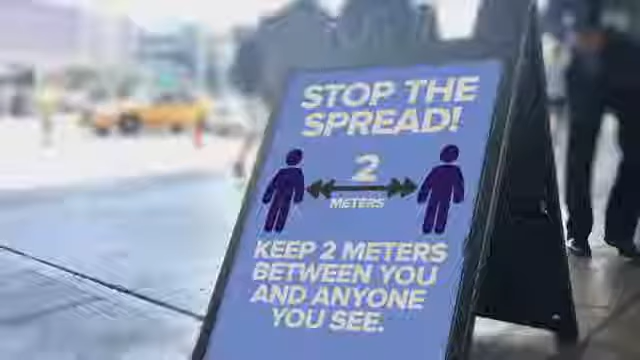 STOP THE
SPREAD!
2
METERS
KEEP 2 METERS
BETWEEN YOU
AND ANYONE
YOU SEE.